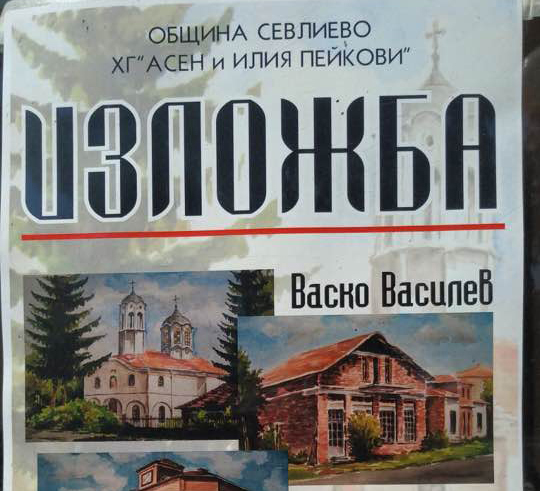 ОБЩИНА СЕВЛИЕВО
ХГ"АСЕН и ИЛИЯ ПЕЙКОВИ"
ИЗЛОЖБА
Васко Василев